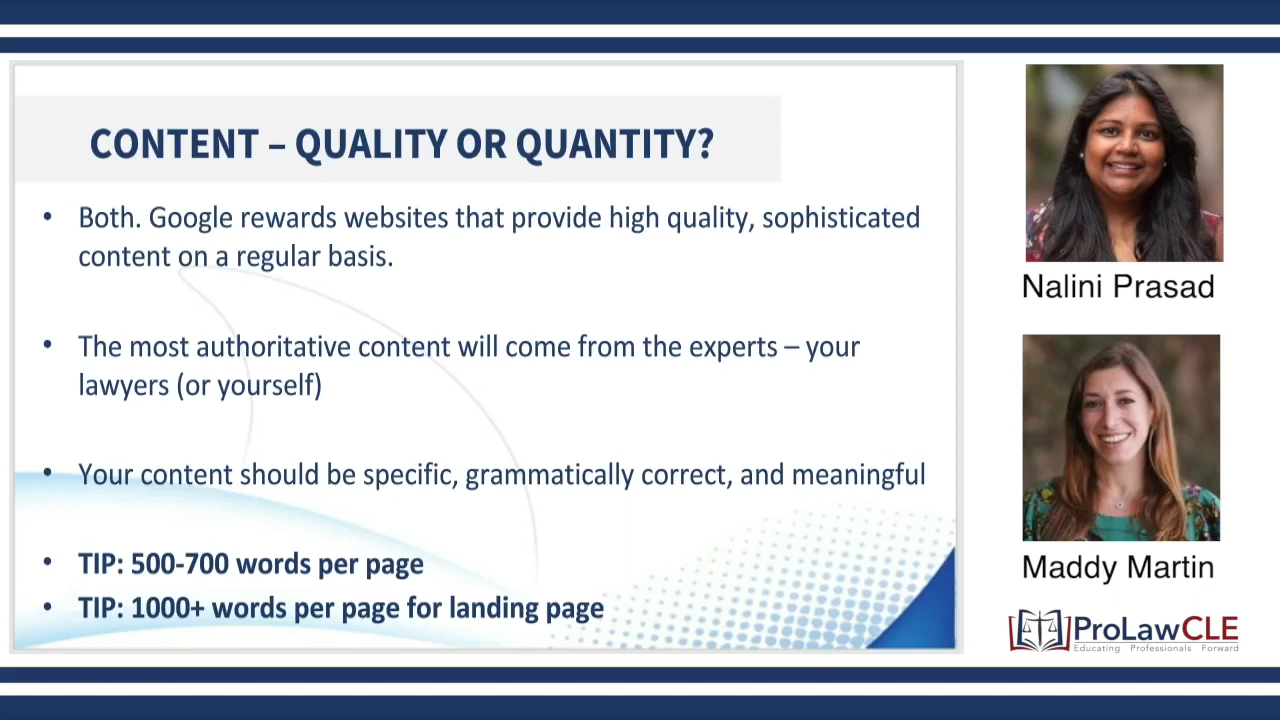 CONTENT – QUALITY OR QUANTITY?
• Both. Google rewards websites that provide high quality, sophisticated
content on a regular basis.
• The most authoritative content will come from the experts – your
lawyers (or yourself)
• Your content should be specific, grammatically correct, and meaningful
• TIP: 500-700 words per page
• TIP: 1000+ words per page for landing page
Nalini Prasad
Maddy Martin
ProLawCLE
Educating Professionals Forward